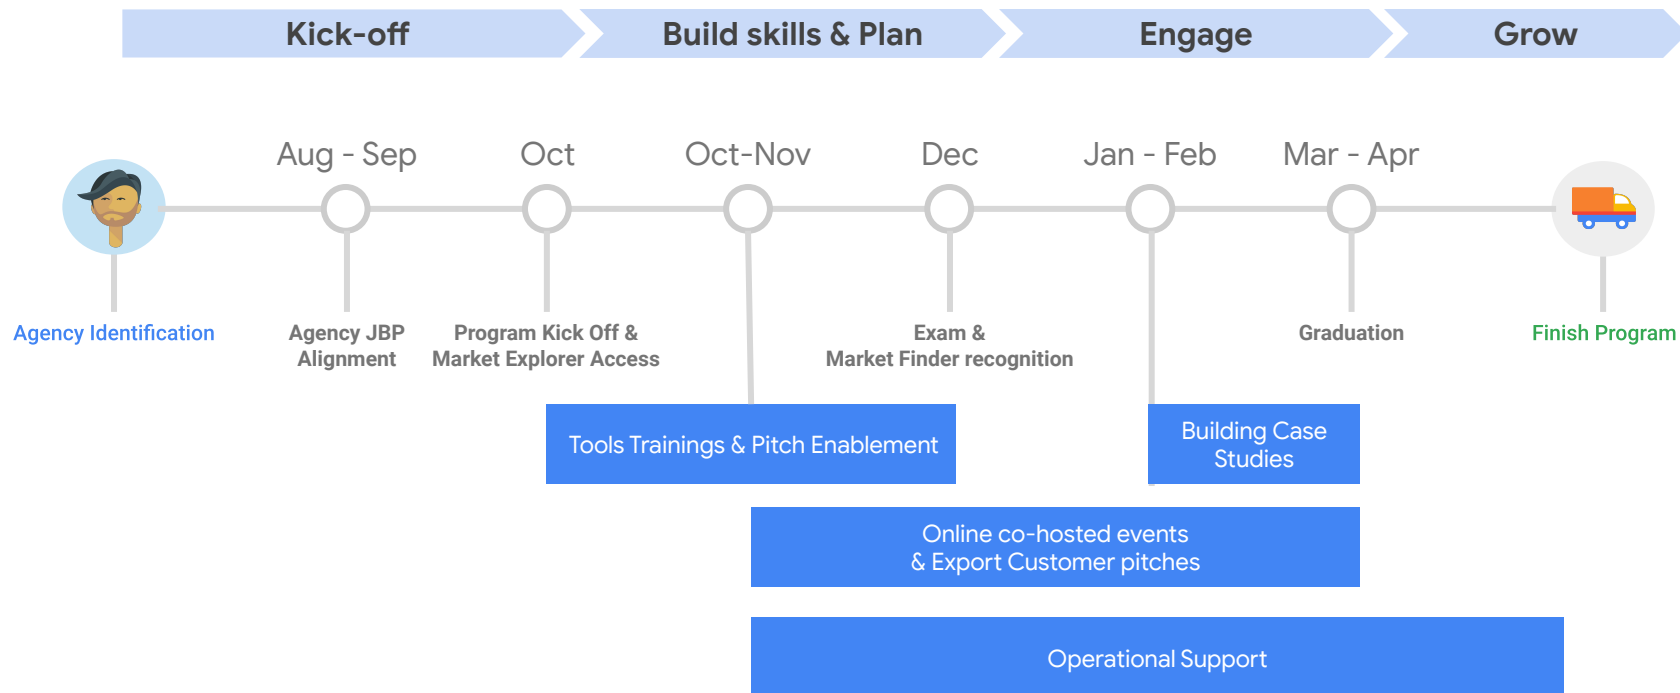 Kick-off
Build skills & Plan
Engage
Grow
Aug - Sep
Oct
Oct-Nov
Dec
Jan - Feb
Mar - Apr
Agency Identification
Agency JBP
Alignment
Program Kick Off &
Market Explorer Access
Exam &
Market Finder recognition
Graduation
Finish Program
Tools Trainings & Pitch Enablement
Building Case
Studies
Online co-hosted events
& Export Customer pitches
Operational Support